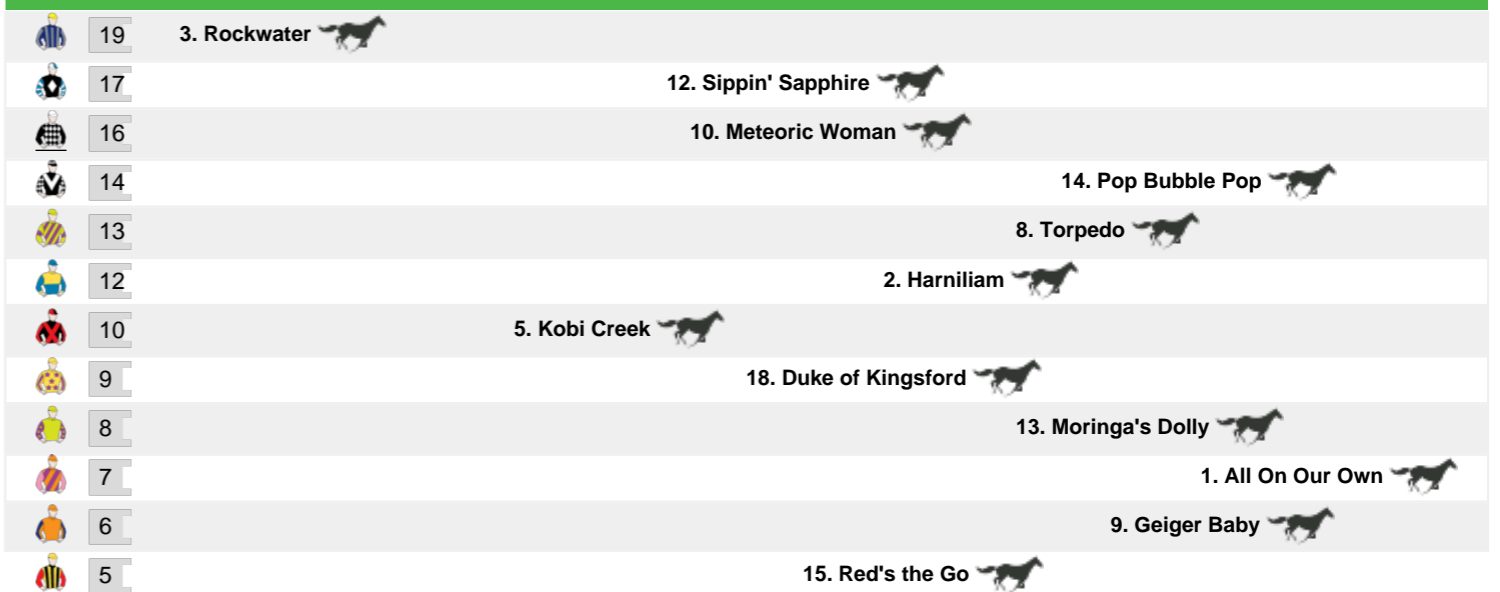 19 3. Rockwater
17 12. Sippin' Sapphire
16 10. Meteoric Woman
14 14. Pop Bubble Pop
13 8. Torpedo
12 2. Harniliam
10 5. Kobi Creek
9 18. Duke of Kingsford
8 13. Moringa's Dolly
7 1. All On Our Own
6 9. Geiger Baby
5 15. Red's the Go